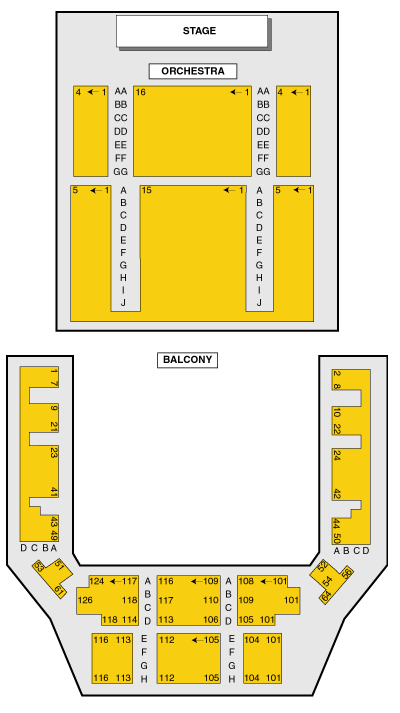 STAGE
ORCHESTRA
4 ← 1 AA 16 ← 1 AA 4 ← 1
BB BB
CC CC
DD DD
EE EE
FF FF
GG GG
5 ← 1 A 15 ← 1 A 5 ← 1
B B
C C
D D
E E
F F
G G
H H
I I
J J
BALCONY
1 2
7 8
9 10
21 22
23 24
41 42
43 44
49 50
D C B A A B C D
53 51 52 56
61 54
64
124 ← 117 A 116 ← 109 A 108 ← 101
B B
126 118 C 117 110 C 109 101
118 114 D 113 106 D 105 101
116 113 E 112 ← 105 E 104 101
F F
G G
116 113 H 112 105 H 104 101